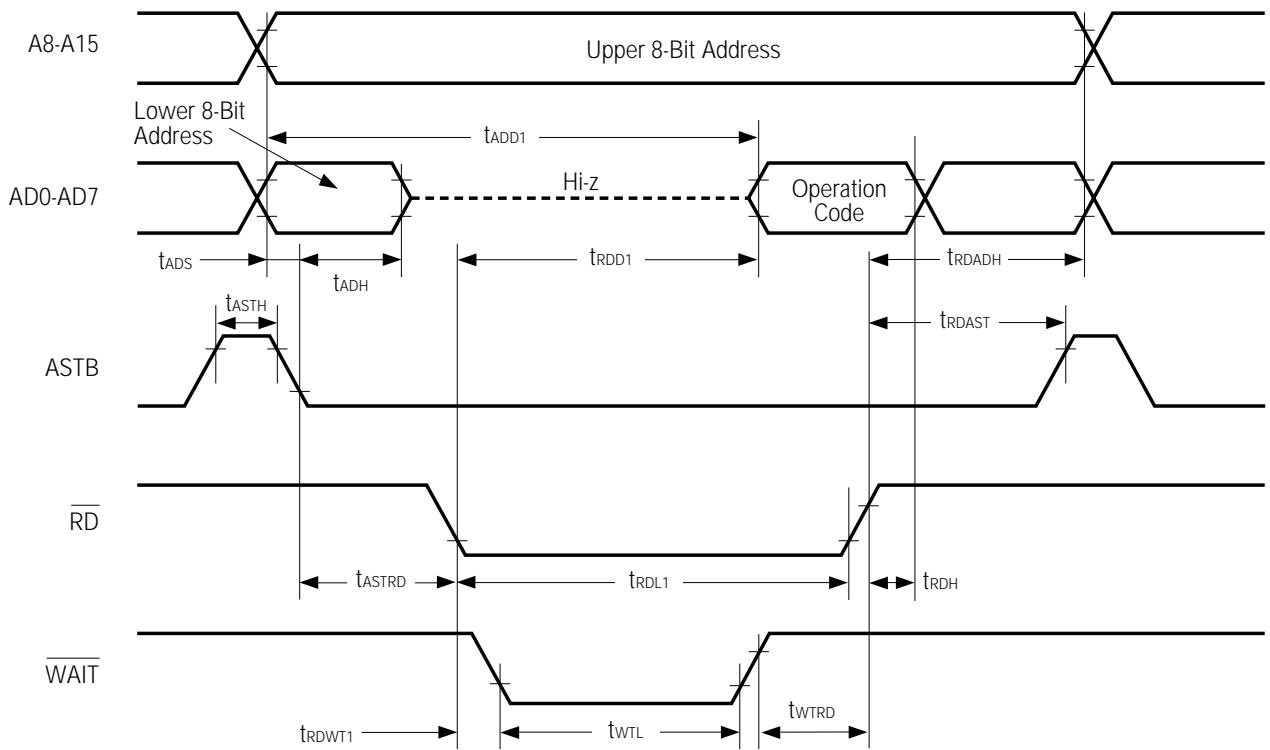 A8-A15
Upper 8-Bit Address
Lower 8-Bit
Address
tADD1
AD0-AD7
Hi-z
Operation
Code
tADS
tADH
tRDD1
tRDADH
tASTH
tRDAST
ASTB
RD
tASTRD
tRDL1
tRDH
WAIT
tRDWT1
tWTL
tWTRD